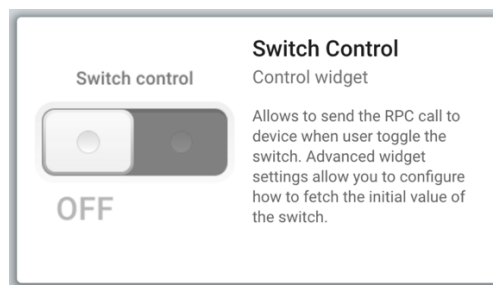 Switch control
OFF
Switch Control
Control widget
Allows to send the RPC call to
device when user toggle the
switch. Advanced widget
settings allow you to configure
how to fetch the initial value of
the switch.